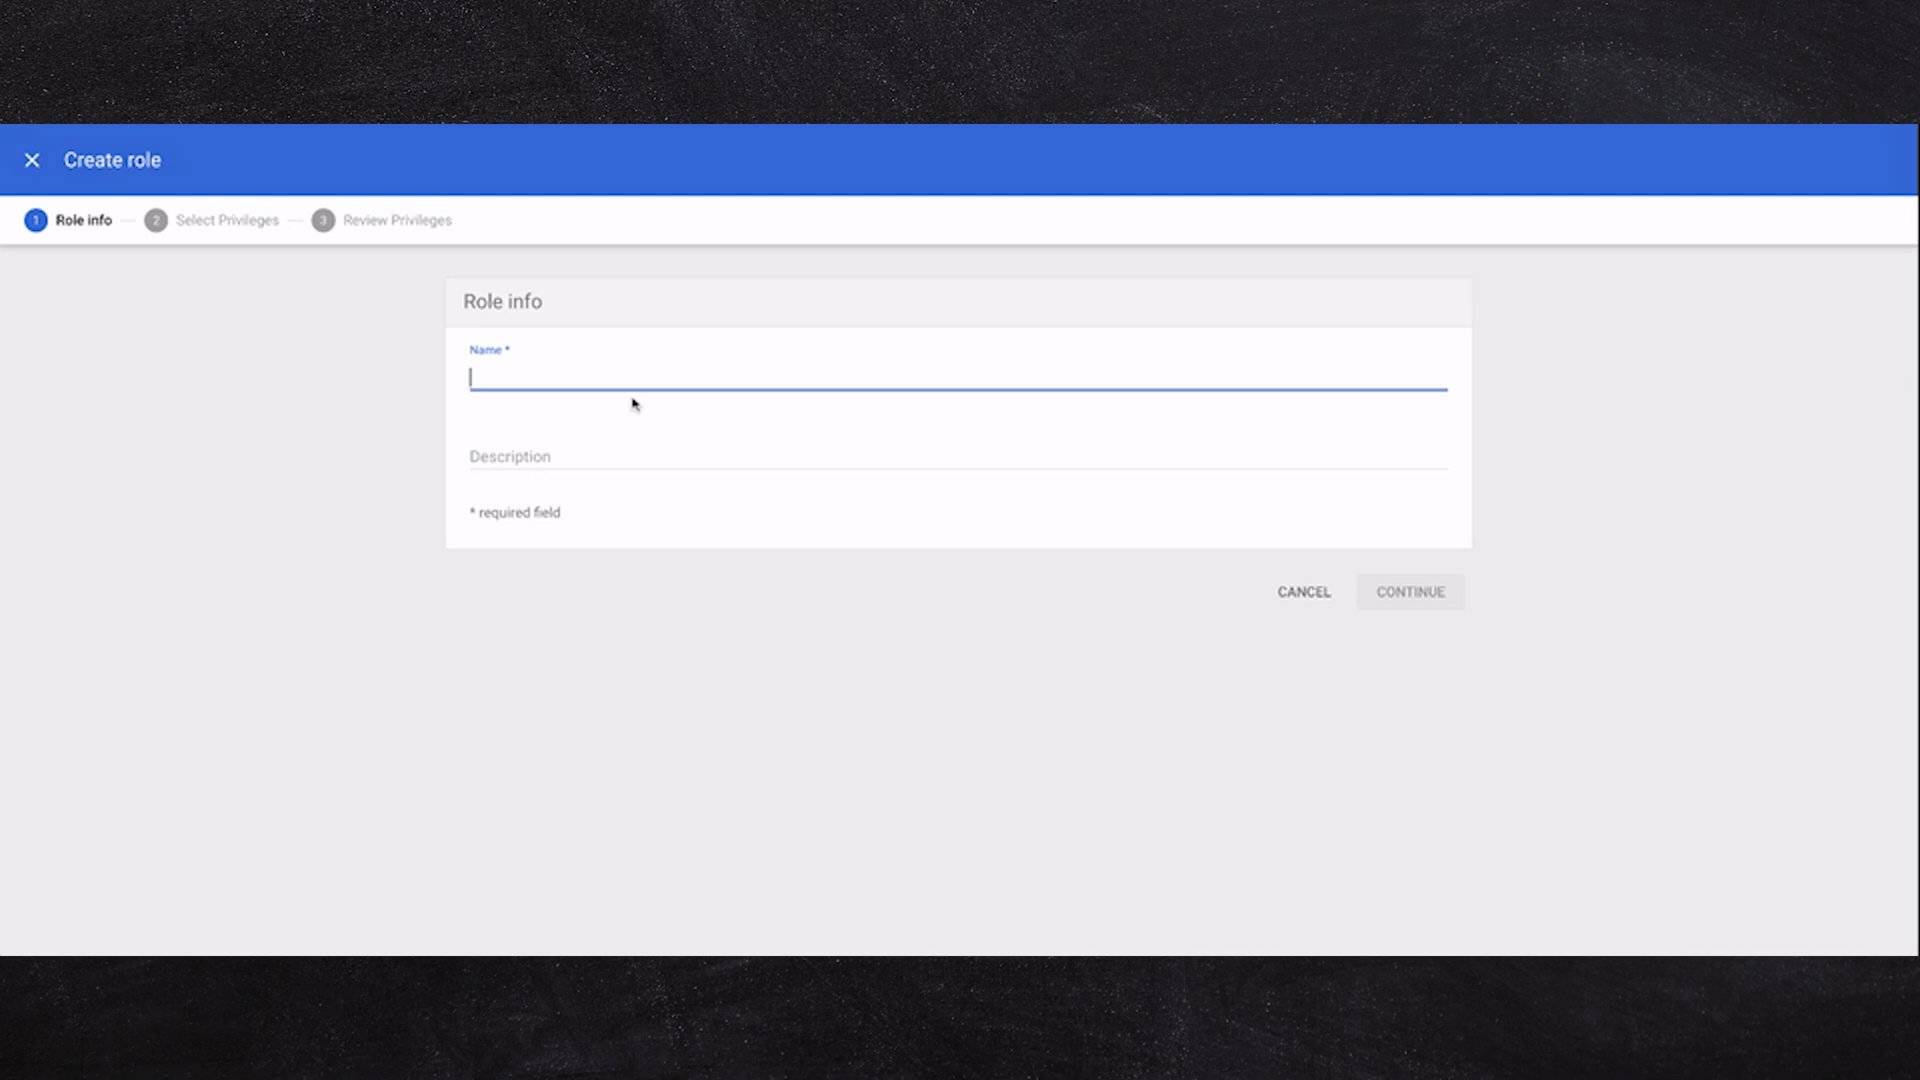 Create role
1 Role info 2 Select Privileges 3 Review Privileges
Role info
Name *
Description
* required field
CANCEL CONTINUE